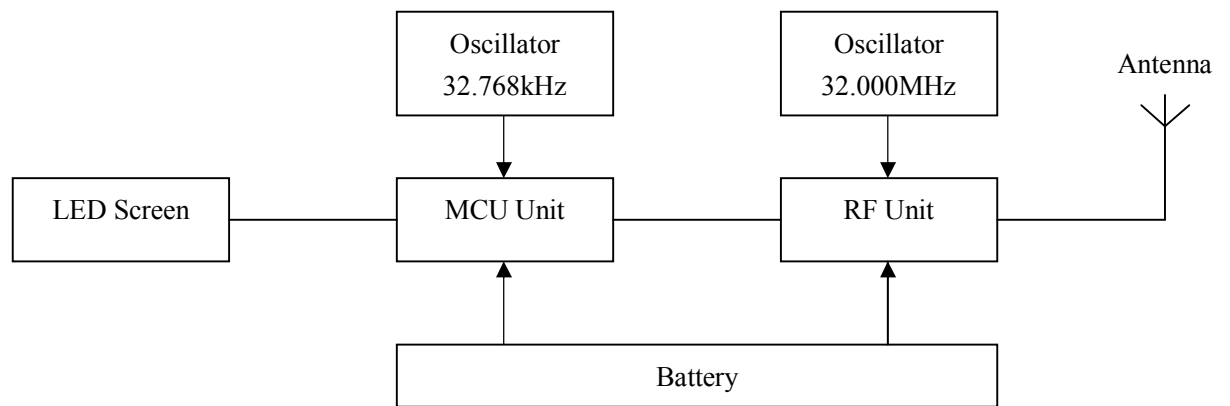 Oscillator
32.768kHz
Oscillator
32.000MHz
Antenna
LED Screen
MCU Unit
RF Unit
Battery